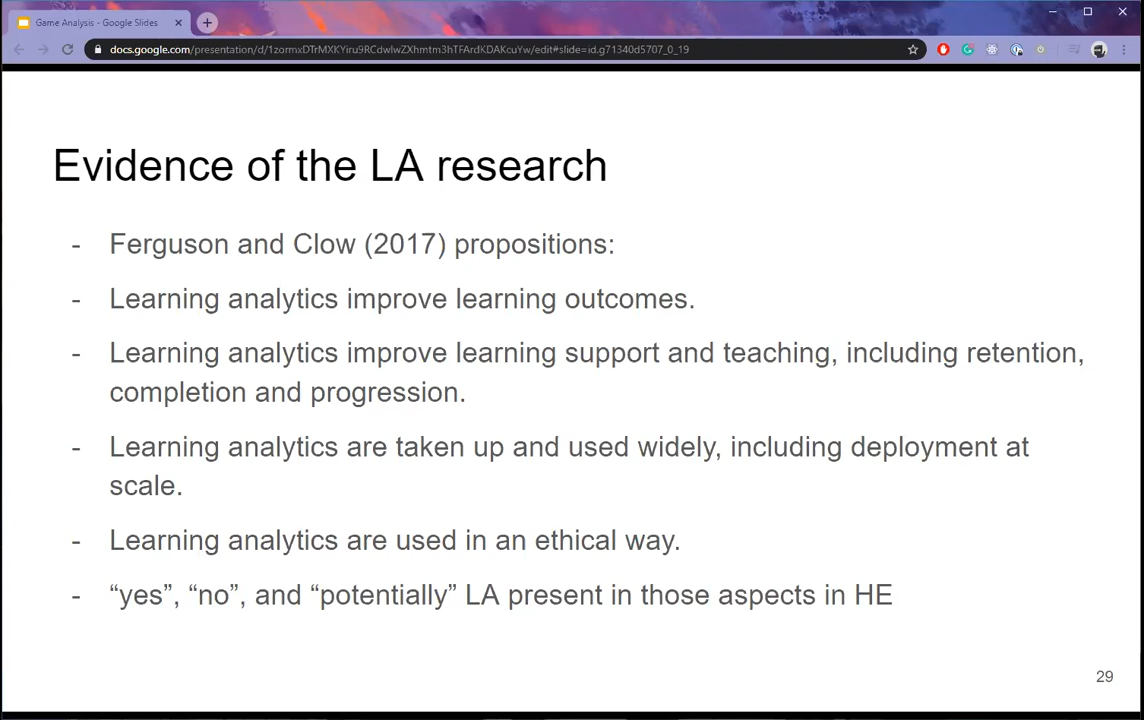 Game Analysis - Google Slides
docs.google.com/presentation/d/1zormxDTrMXKYiru9RCdwlwZXhmtm3hTFArdKDAKcuYw/edit#slide=id.g71340d5707_0_19
Evidence of the LA research
- Ferguson and Clow (2017) propositions:
- Learning analytics improve learning outcomes.
- Learning analytics improve learning support and teaching, including retention,
completion and progression.
- Learning analytics are taken up and used widely, including deployment at
scale.
- Learning analytics are used in an ethical way.
- “yes”, “no”, and “potentially” LA present in those aspects in HE
29